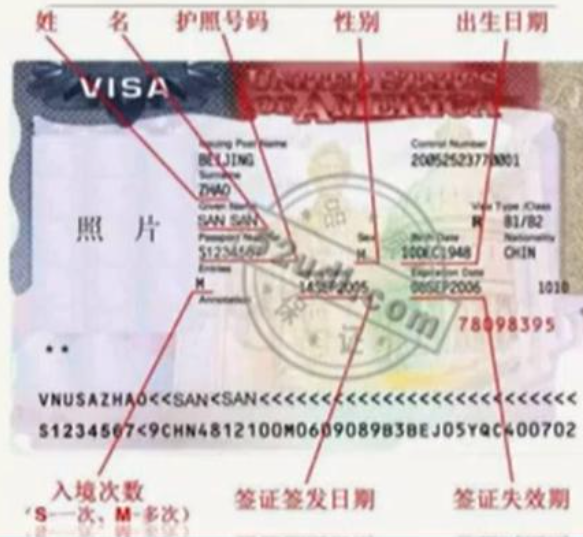 姓 名 护照号码 性别 出生日期
VISA UNITED STATES OF AMERICA
Issuing Post Name Control Number
BEIJING 20052523770001
Surname
ZHAO
Given Name Visa Type /Class
SAN SAN R B1/B2
照 片
Passport Number Sex Birth Date Nationality
S1234567 M 10DEC1948 CHIN
Entries Issue Date Expiration Date
M 14SEP2005 08SEP2006 1010
Annotation
78098395
**
VNUSAZHAO<<SAN<SAN<<<<<<<<<<<<<<<<<<<<<<<<<<
S1234567<9CHN4812100M0609089B3BEJ05YQC400702
入境次数 签证签发日期 签证失效期
S一次、M-多次)